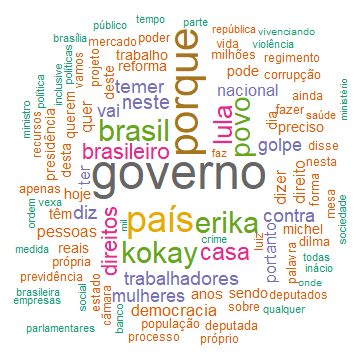 público tempo parte
brasília poder república vivenciando
políticas mercado vida violência
inclusive vamos projeto trabalho milhões regimento
política deste reforma porque pode corrupção
ministro recursos querem quer temer nacional ainda ministério
presidência neste lula povo dia fazer saúde
desta vai brasil golpe preciso
apenas ter brasileiro faz disse
hoje governo nesta
ordem vexa dizer direito forma
têm diz mil país erika contra mesa sociedade
pessoas direitos crime luiz michel
medida reais kokay casa portanto palavra dilma
própria trabalhadores todas
previdência inácio
brasileira social estado mulheres anos sendo onde
empresas câmara banco democracia sobre deputados
população deputada qualquer
parlamentares processo próprio